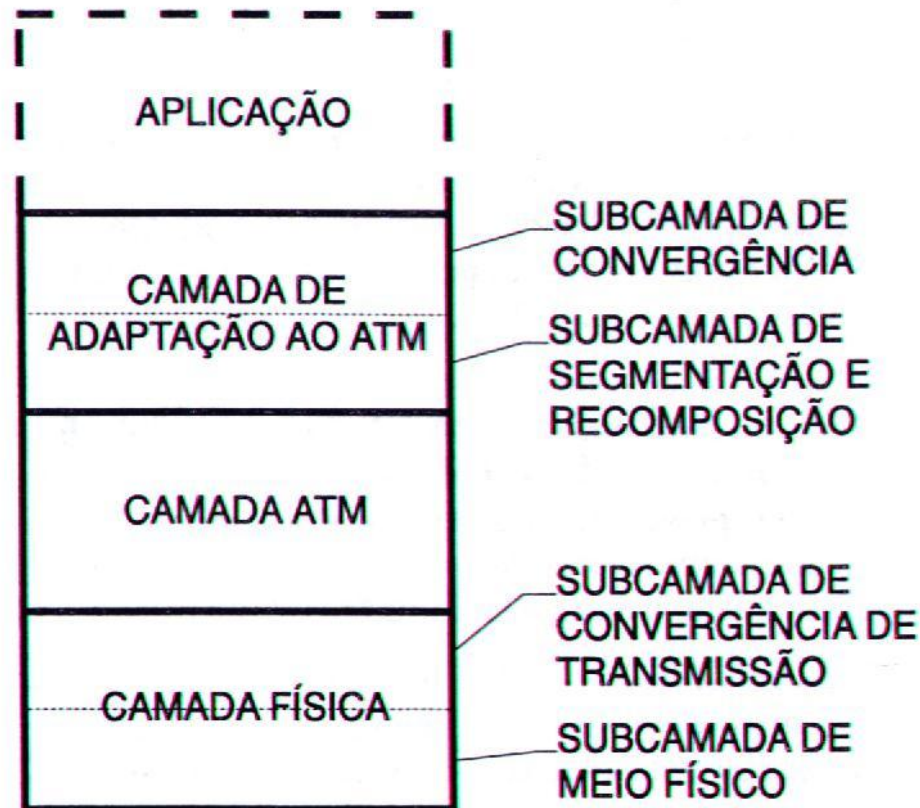 APLICAÇÃO
SUBCAMADA DE
CONVERGÊNCIA
CAMADA DE
ADAPTAÇÃO AO ATM
SUBCAMADA DE
SEGMENTAÇÃO E
RECOMPOSIÇÃO
CAMADA ATM
SUBCAMADA DE
CONVERGÊNCIA DE
TRANSMISSÃO
CAMADA FÍSICA
SUBCAMADA DE
MEIO FÍSICO